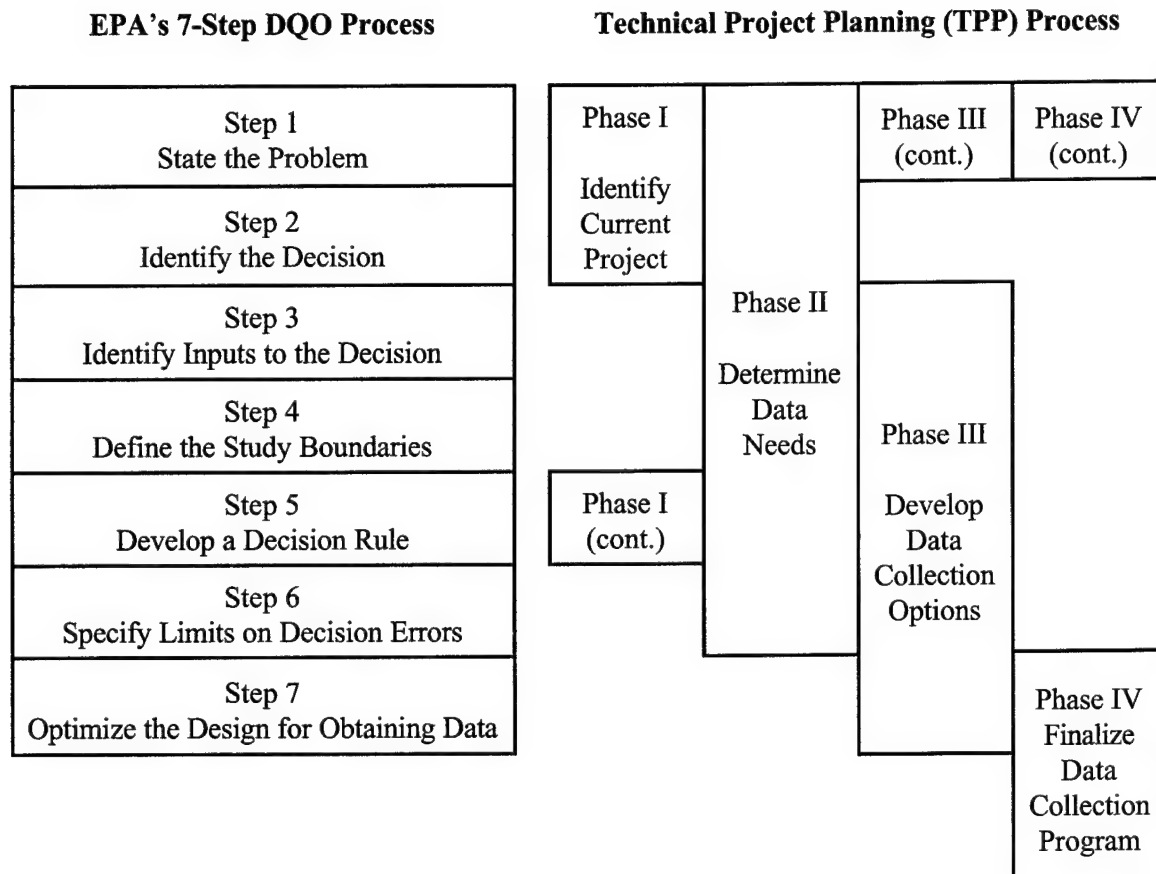 EPA's 7-Step DQO Process
Technical Project Planning (TPP) Process
Step 1
State the Problem
Step 2
Identify the Decision
Step 3
Identify Inputs to the Decision
Step 4
Define the Study Boundaries
Step 5
Develop a Decision Rule
Step 6
Specify Limits on Decision Errors
Step 7
Optimize the Design for Obtaining Data
Phase I
Identify
Current
Project
Phase I
(cont.)
Phase II
Determine
Data
Needs
Phase III
(cont.)
Phase III
Develop
Data
Collection
Options
Phase IV
(cont.)
Phase IV
Finalize
Data
Collection
Program